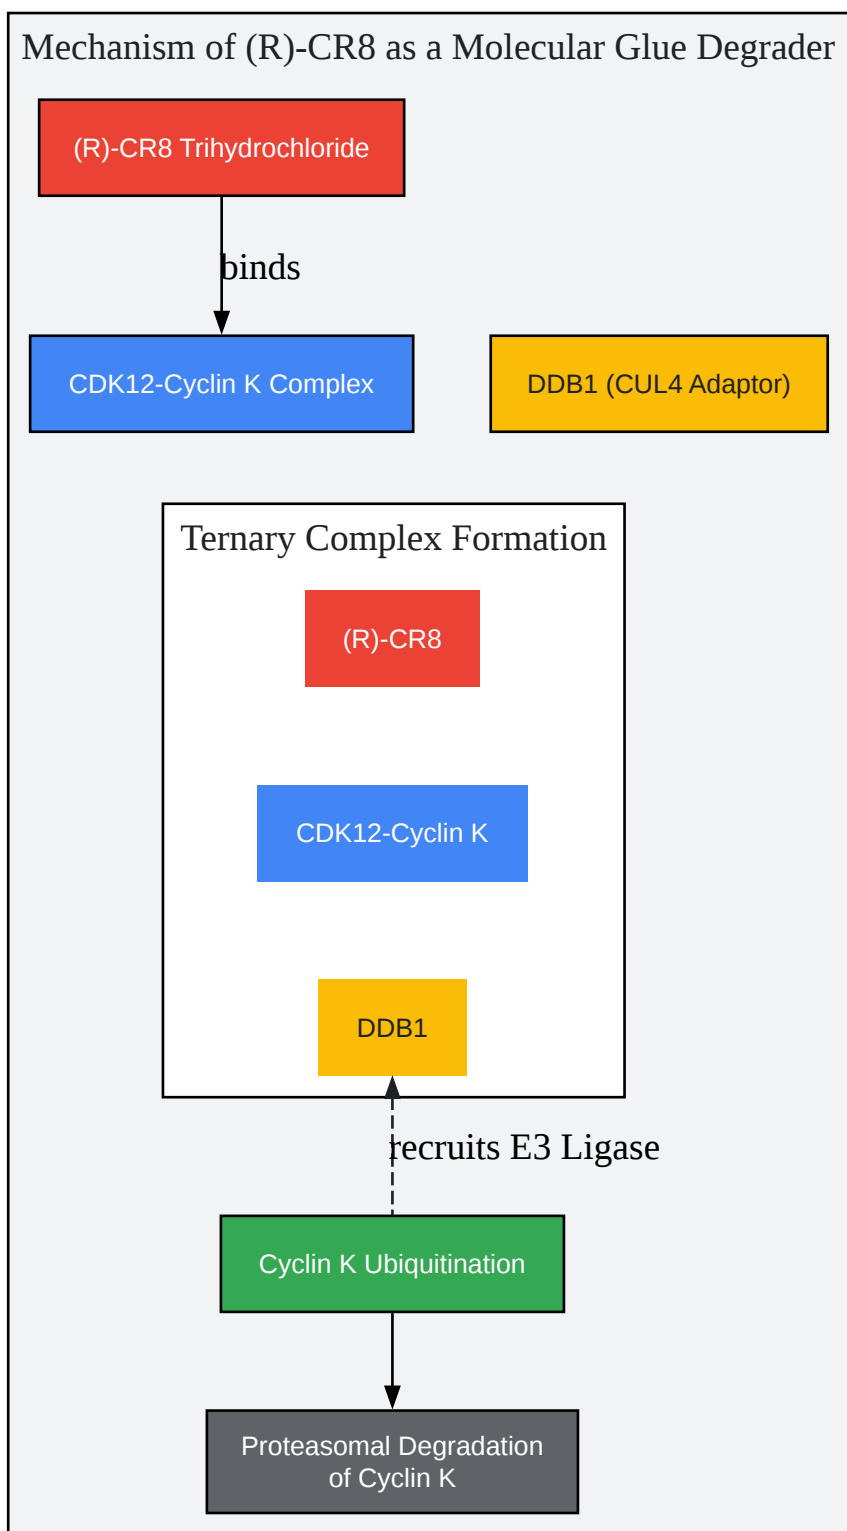 Mechanism of (R)-CR8 as a Molecular Glue Degrader
(R)-CR8 Trihydrochloride
binds
CDK12-Cyclin K Complex
DDB1 (CUL4 Adaptor)
Ternary Complex Formation
(R)-CR8
CDK12-Cyclin K
DDB1
recruits E3 Ligase
Cyclin K Ubiquitination
Proteasomal Degradation
of Cyclin K